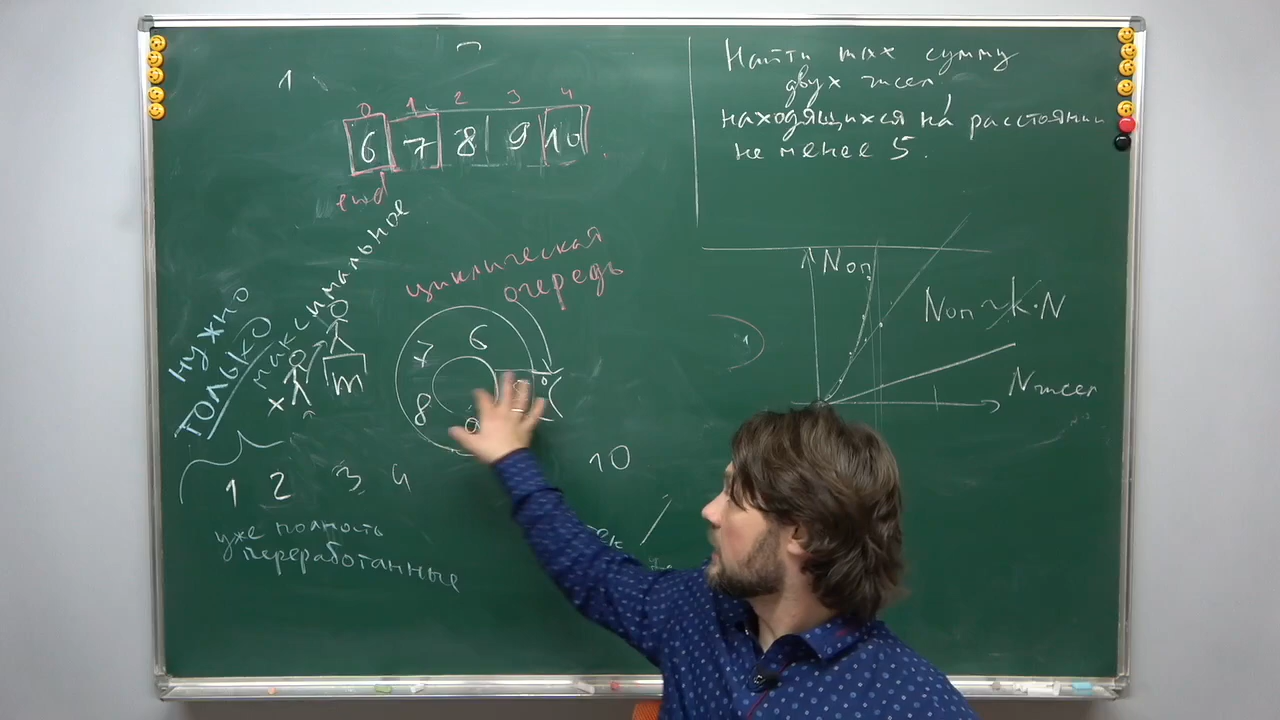 1
0 1 2 3 4
6 7 8 9 10
end
Найти max сумму
двух чисел,
находящихся на расстоянии
не менее 5.
циклическая
очередь
нужно
только
максимальное
x
m
7 6
8
10
1 2 3 4
уже полность
переработанные
Nоп
Nоп ~ k·N
Nчисел